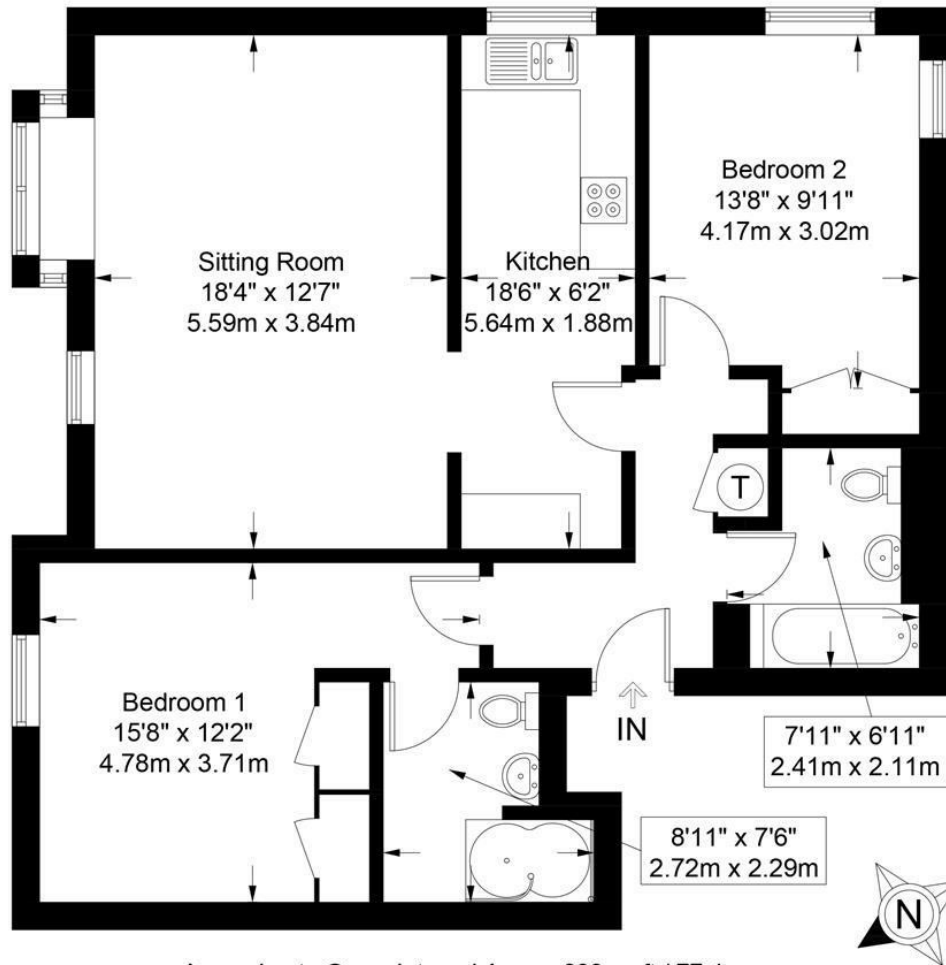 Sitting Room
18'4" x 12'7"
5.59m x 3.84m
Kitchen
18'6" x 6'2"
5.64m x 1.88m
Bedroom 2
13'8" x 9'11"
4.17m x 3.02m
T
Bedroom 1
15'8" x 12'2"
4.78m x 3.71m
IN
7'11" x 6'11"
2.41m x 2.11m
8'11" x 7'6"
2.72m x 2.29m
N